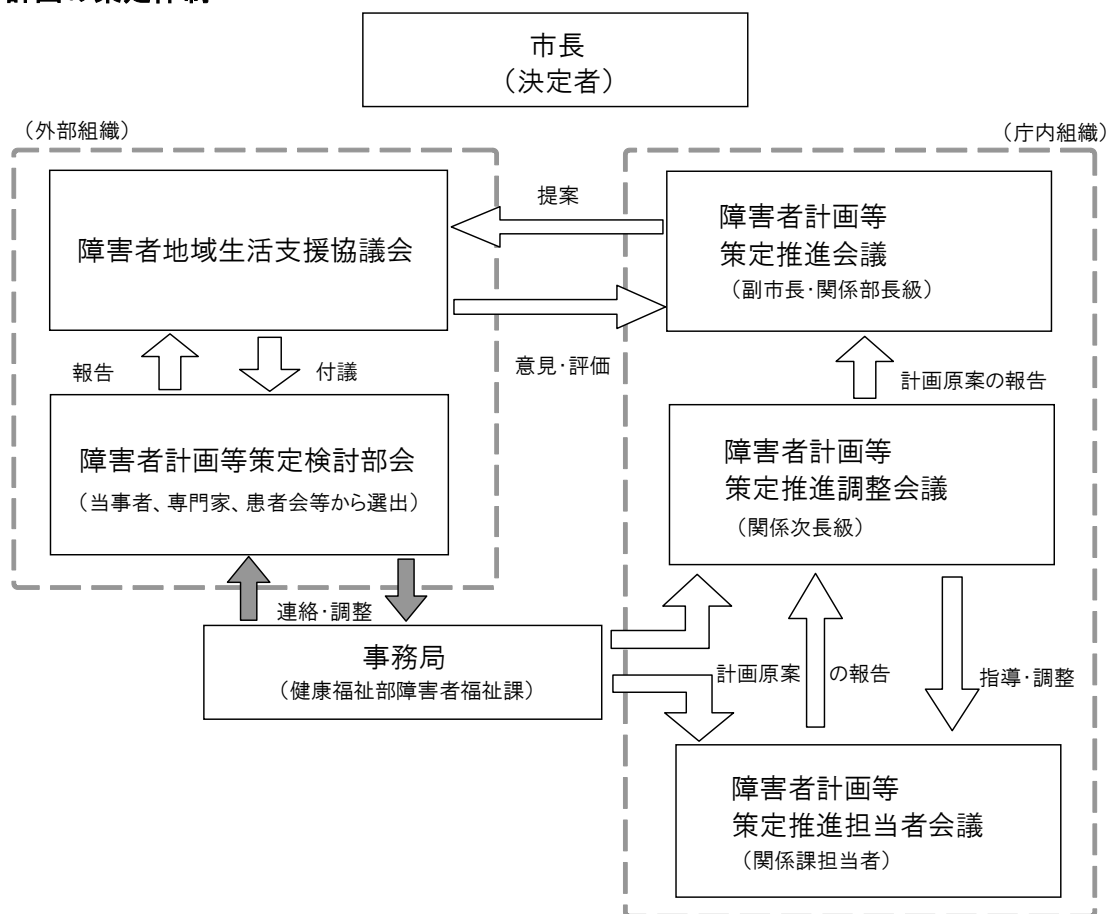 市長
（決定者）
（外部組織）
（庁内組織）
障害者地域生活支援協議会
提案
障害者計画等
策定推進会議
（副市長・関係部長級）
意見・評価
報告
付議
計画原案の報告
障害者計画等策定検討部会
（当事者、専門家、患者会等から選出）
障害者計画等
策定推進調整会議
（関係次長級）
連絡・調整
事務局
（健康福祉部障害者福祉課）
計画原案の報告
指導・調整
障害者計画等
策定推進担当者会議
（関係課担当者）